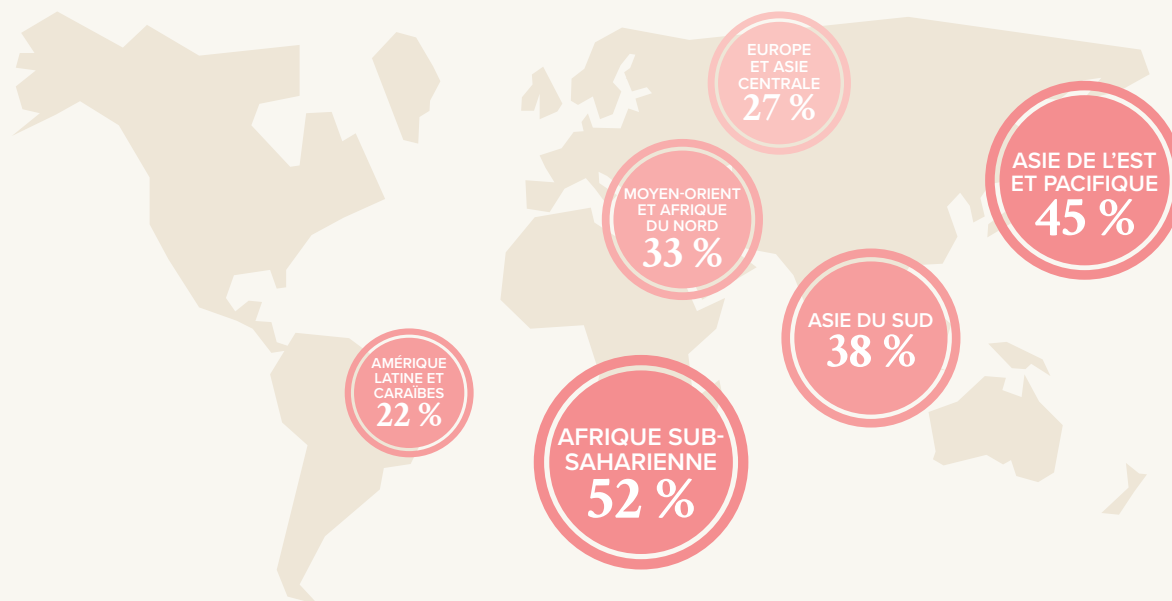 EUROPE
ET ASIE
CENTRALE
27 %
ASIE DE L'EST
ET PACIFIQUE
45 %
MOYEN-ORIENT
ET AFRIQUE
DU NORD
33 %
ASIE DU SUD
38 %
AMÉRIQUE
LATINE ET
CARAÏBES
22 %
AFRIQUE SUB-
SAHARIENNE
52 %